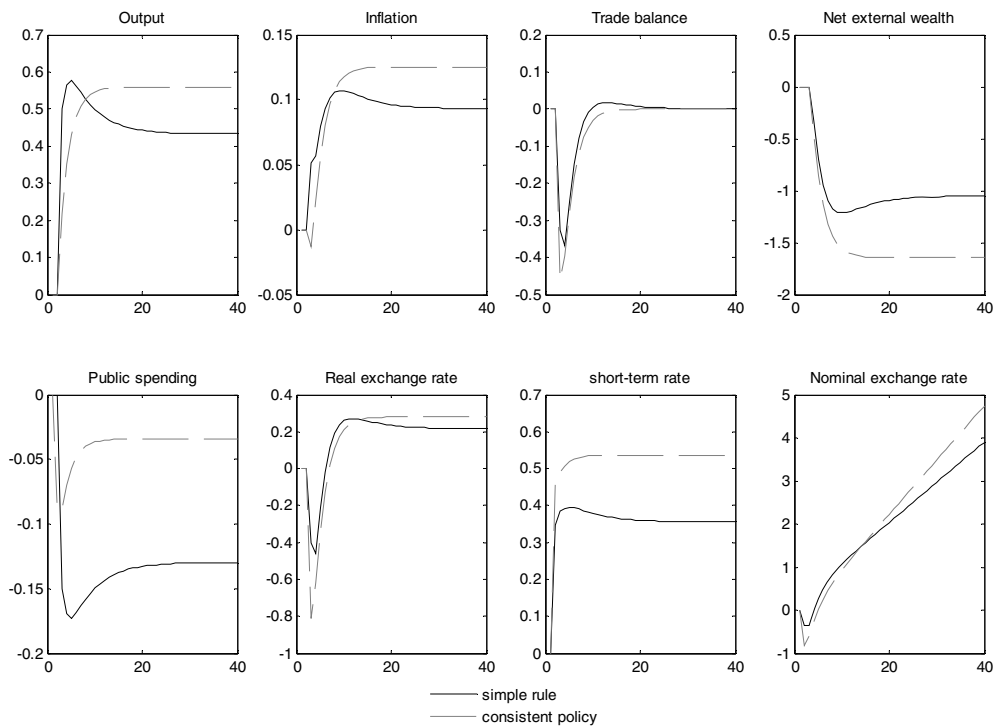 Output Inflation Trade balance Net external wealth
0.7 0.15 0.2 0.5
0.6 0.1 0
0.5 0.1 0 -0.5
0.4 -0.1
0.3 0.05 -0.2 -1
0.2 0 -0.3 -1.5
0.1 -0.4
0 -0.05 -0.5 -2
0 20 40 0 20 40 0 20 40 0 20 40
Public spending Real exchange rate short-term rate Nominal exchange rate
0 0.4 0.7 5
0.2 0.6 4
-0.05 0 0.5 3
-0.2 0.4
-0.1 -0.4 0.3 2
-0.6 0.2 1
-0.15 -0.8 0.1 0
-0.2 -1 0 -1
0 20 40 0 20 40 0 20 40 0 20 40
simple rule
consistent policy